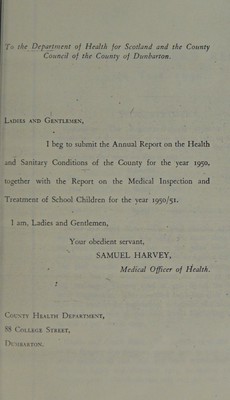 To the Department of Health for Scotland and the County
Council of the County of Dunbarton.
Ladies and Gentlemen,
I beg to submit the Annual Report on the Health
and Sanitary Conditions of the County for the year 1950,
together with the Report on the Medical Inspection and
Treatment of School Children for the year 1950/51.
I am, Ladies and Gentlemen,
Your obedient servant,
SAMUEL HARVEY,
Medical Officer of Health.
County Health Department,
88 College Street,
Dunbarton.